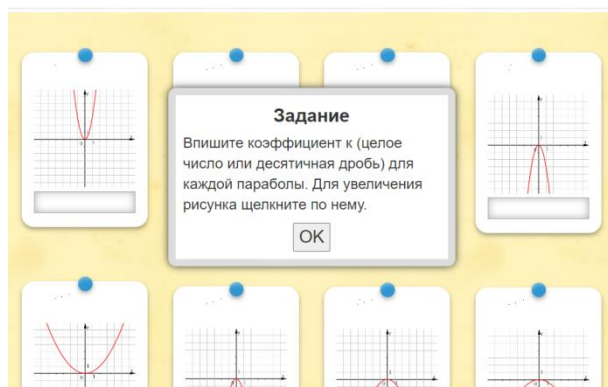 Задание
Впишите коэффициент к (целое
число или десятичная дробь) для
каждой параболы. Для увеличения
рисунка щелкните по нему.
OK